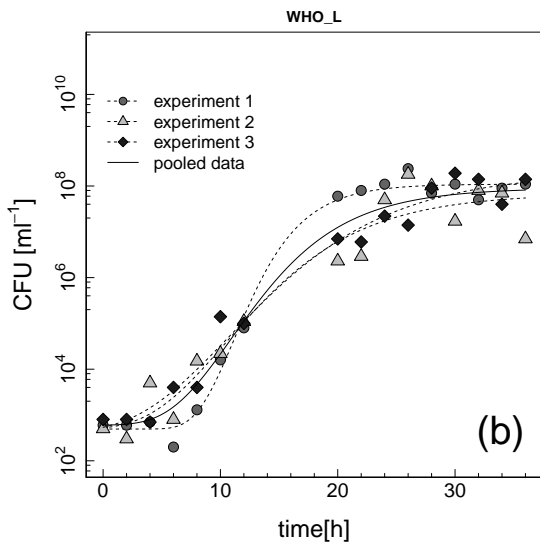 WHO_L
experiment 1
experiment 2
experiment 3
pooled data
CFU [ml⁻¹]
10¹⁰
10⁸
10⁶
10⁴
10²
(b)
0 10 20 30
time[h]